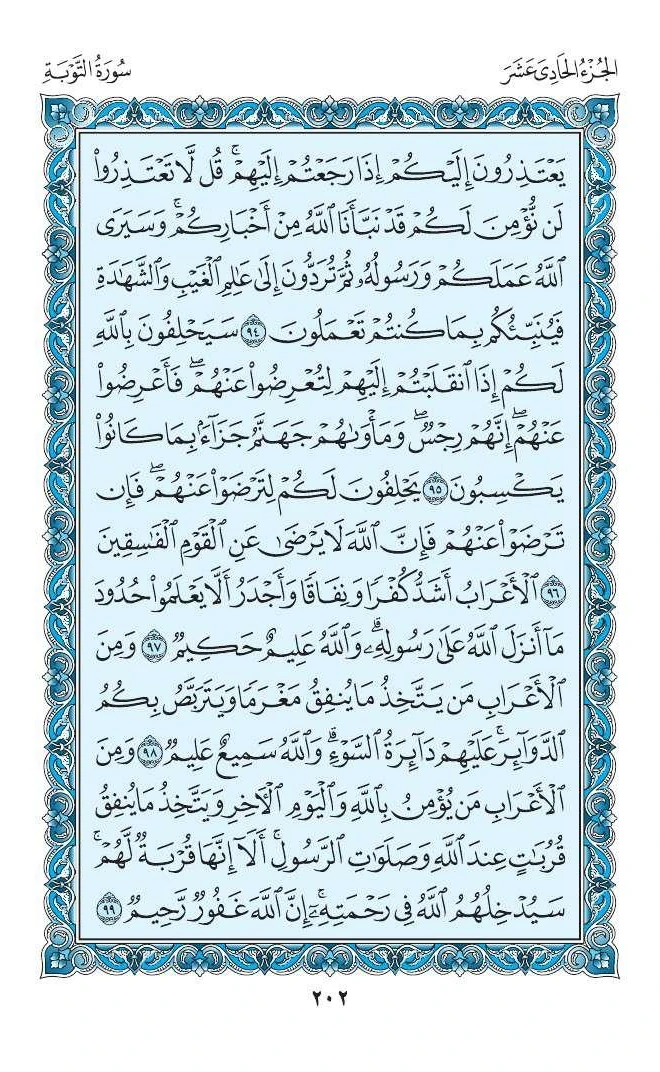 الجُزْءُ الحَادِى عَشَرَ
سُورَةُ التَّوْبَةِ
يَعْتَذِرُونَ إِلَيْكُمْ إِذَا رَجَعْتُمْ إِلَيْهِمْ ۚ قُل لَّا تَعْتَذِرُوا۟
لَن نُّؤْمِنَ لَكُمْ قَدْ نَبَّأَنَا ٱللَّهُ مِنْ أَخْبَارِكُمْ ۚ وَسَيَرَى
ٱللَّهُ عَمَلَكُمْ وَرَسُولُهُۥ ثُمَّ تُرَدُّونَ إِلَىٰ عَـٰلِمِ ٱلْغَيْبِ وَٱلشَّهَـٰدَةِ
فَيُنَبِّئُكُم بِمَا كُنتُمْ تَعْمَلُونَ ٩٤ سَيَحْلِفُونَ بِٱللَّهِ
لَكُمْ إِذَا ٱنقَلَبْتُمْ إِلَيْهِمْ لِتُعْرِضُوا۟ عَنْهُمْ ۖ فَأَعْرِضُوا۟
عَنْهُمْ ۖ إِنَّهُمْ رِجْسٌ ۖ وَمَأْوَىٰهُمْ جَهَنَّمُ جَزَآءًۢ بِمَا كَانُوا۟
يَكْسِبُونَ ٩٥ يَحْلِفُونَ لَكُمْ لِتَرْضَوْا۟ عَنْهُمْ ۖ فَإِن
تَرْضَوْا۟ عَنْهُمْ فَإِنَّ ٱللَّهَ لَا يَرْضَىٰ عَنِ ٱلْقَوْمِ ٱلْفَـٰسِقِينَ
٩٦ ٱلْأَعْرَابُ أَشَدُّ كُفْرًا وَنِفَاقًا وَأَجْدَرُ أَلَّا يَعْلَمُوا۟ حُدُودَ
مَآ أَنزَلَ ٱللَّهُ عَلَىٰ رَسُولِهِۦ ۗ وَٱللَّهُ عَلِيمٌ حَكِيمٌ ٩٧ وَمِنَ
ٱلْأَعْرَابِ مَن يَتَّخِذُ مَا يُنفِقُ مَغْرَمًا وَيَتَرَبَّصُ بِكُمُ
ٱلدَّوَآئِرَ ۚ عَلَيْهِمْ دَآئِرَةُ ٱلسَّوْءِ ۗ وَٱللَّهُ سَمِيعٌ عَلِيمٌ ٩٨ وَمِنَ
ٱلْأَعْرَابِ مَن يُؤْمِنُ بِٱللَّهِ وَٱلْيَوْمِ ٱلْـَٔاخِرِ وَيَتَّخِذُ مَا يُنفِقُ
قُرُبَـٰتٍ عِندَ ٱللَّهِ وَصَلَوَٰتِ ٱلرَّسُولِ ۚ أَلَآ إِنَّهَا قُرْبَةٌ لَّهُمْ ۚ
سَيُدْخِلُهُمُ ٱللَّهُ فِى رَحْمَتِهِۦٓ ۗ إِنَّ ٱللَّهَ غَفُورٌ رَّحِيمٌ ٩٩
٢٠٢